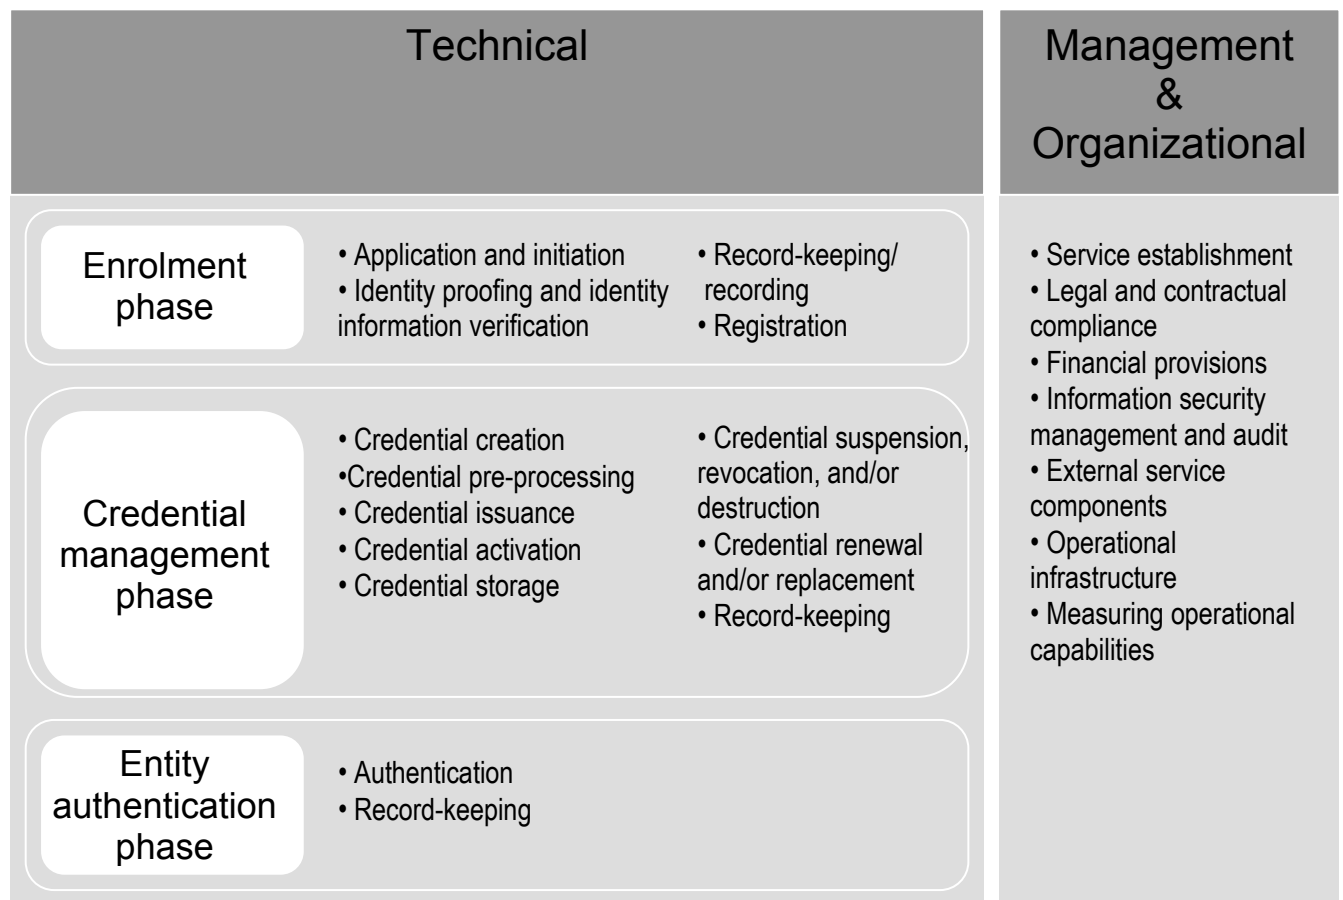 Technical
Management
&
Organizational
Enrolment
phase
• Application and initiation
• Identity proofing and identity
information verification
• Record-keeping/
recording
• Registration
Credential
management
phase
• Credential creation
•Credential pre-processing
• Credential issuance
• Credential activation
• Credential storage
• Credential suspension,
revocation, and/or
destruction
• Credential renewal
and/or replacement
• Record-keeping
Entity
authentication
phase
• Authentication
• Record-keeping
• Service establishment
• Legal and contractual
compliance
• Financial provisions
• Information security
management and audit
• External service
components
• Operational
infrastructure
• Measuring operational
capabilities